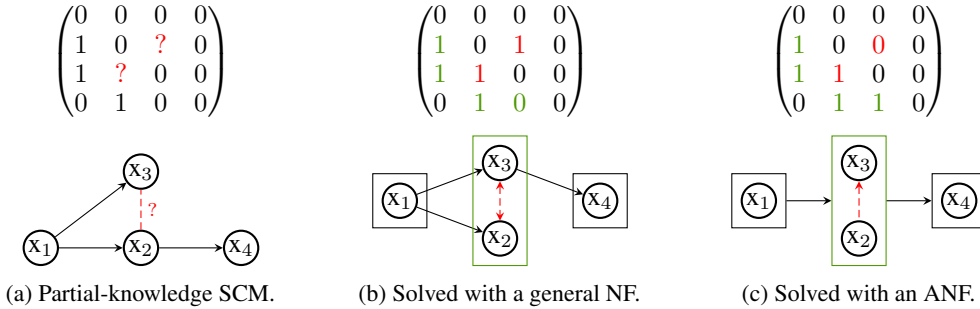 0 0 0 0
1 0 ? 0
1 ? 0 0
0 1 0 0
x3
?
x1 x2 x4
(a) Partial-knowledge SCM.
0 0 0 0
1 0 1 0
1 1 0 0
0 1 0 0
x3
x1 x4
x2
(b) Solved with a general NF.
0 0 0 0
1 0 0 0
1 1 0 0
0 1 1 0
x3
x1 x4
x2
(c) Solved with an ANF.